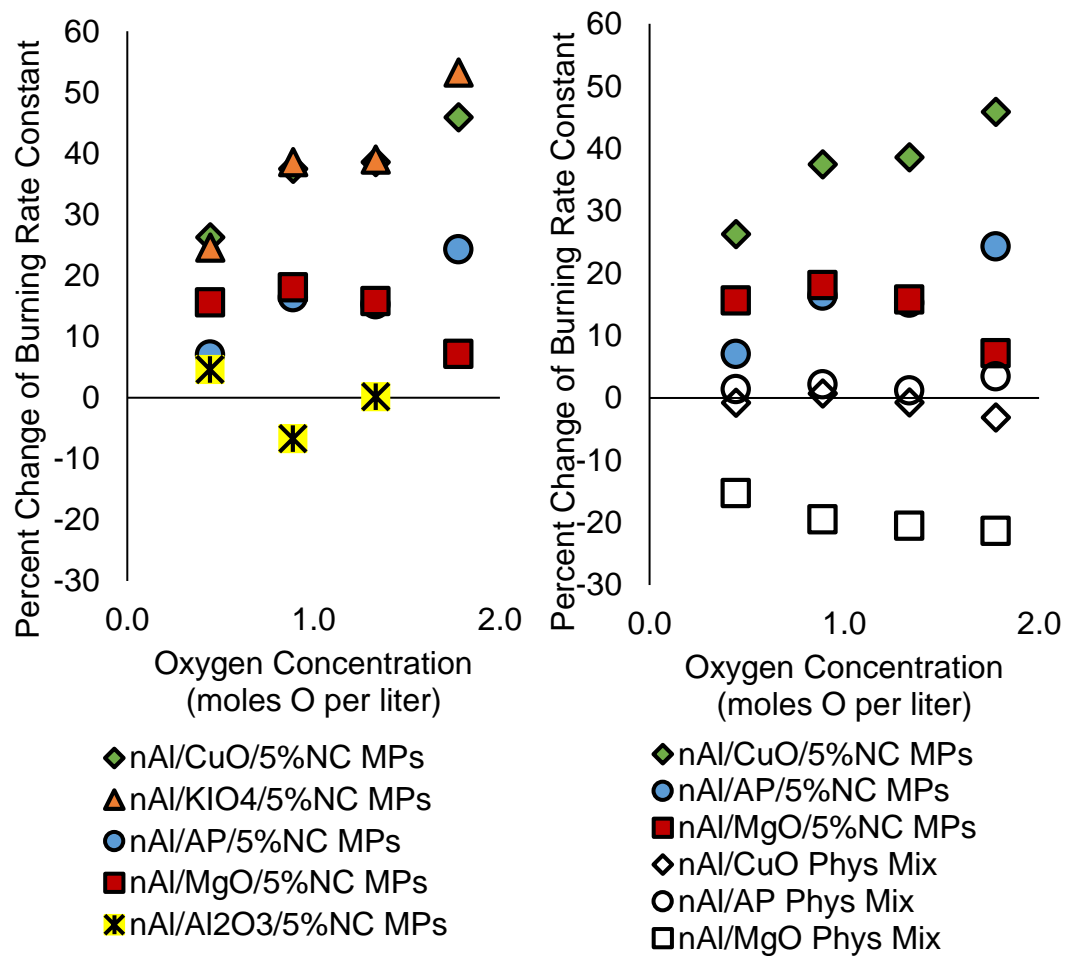 Percent Change of Burning Rate Constant
60
50
40
30
20
10
0
-10
-20
-30
0.0
1.0
2.0
Oxygen Concentration
(moles O per liter)
nAl/CuO/5%NC MPs
nAl/KIO4/5%NC MPs
nAl/AP/5%NC MPs
nAl/MgO/5%NC MPs
nAl/Al2O3/5%NC MPs
Percent Change of Burning Rate Constant
60
50
40
30
20
10
0
-10
-20
-30
0.0
1.0
2.0
Oxygen Concentration
(moles O per liter)
nAl/CuO/5%NC MPs
nAl/AP/5%NC MPs
nAl/MgO/5%NC MPs
nAl/CuO Phys Mix
nAl/AP Phys Mix
nAl/MgO Phys Mix